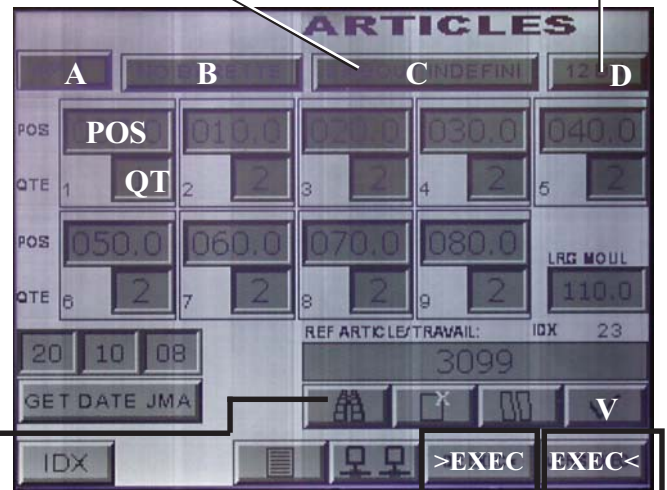 ARTICLES
A B C INDEFINI D
POS POS 010.0 020.0 030.0 040.0
QTE 1 QT 2 2 3 2 4 2 5 2
POS 050.0 060.0 070.0 080.0 LRG MOUL
QTE 6 2 7 2 8 2 9 2 110.0
REF ARTICLE/TRAVAIL: IDX 23
20 10 08 3099
GET DATE JMA V
IDX >EXEC EXEC<